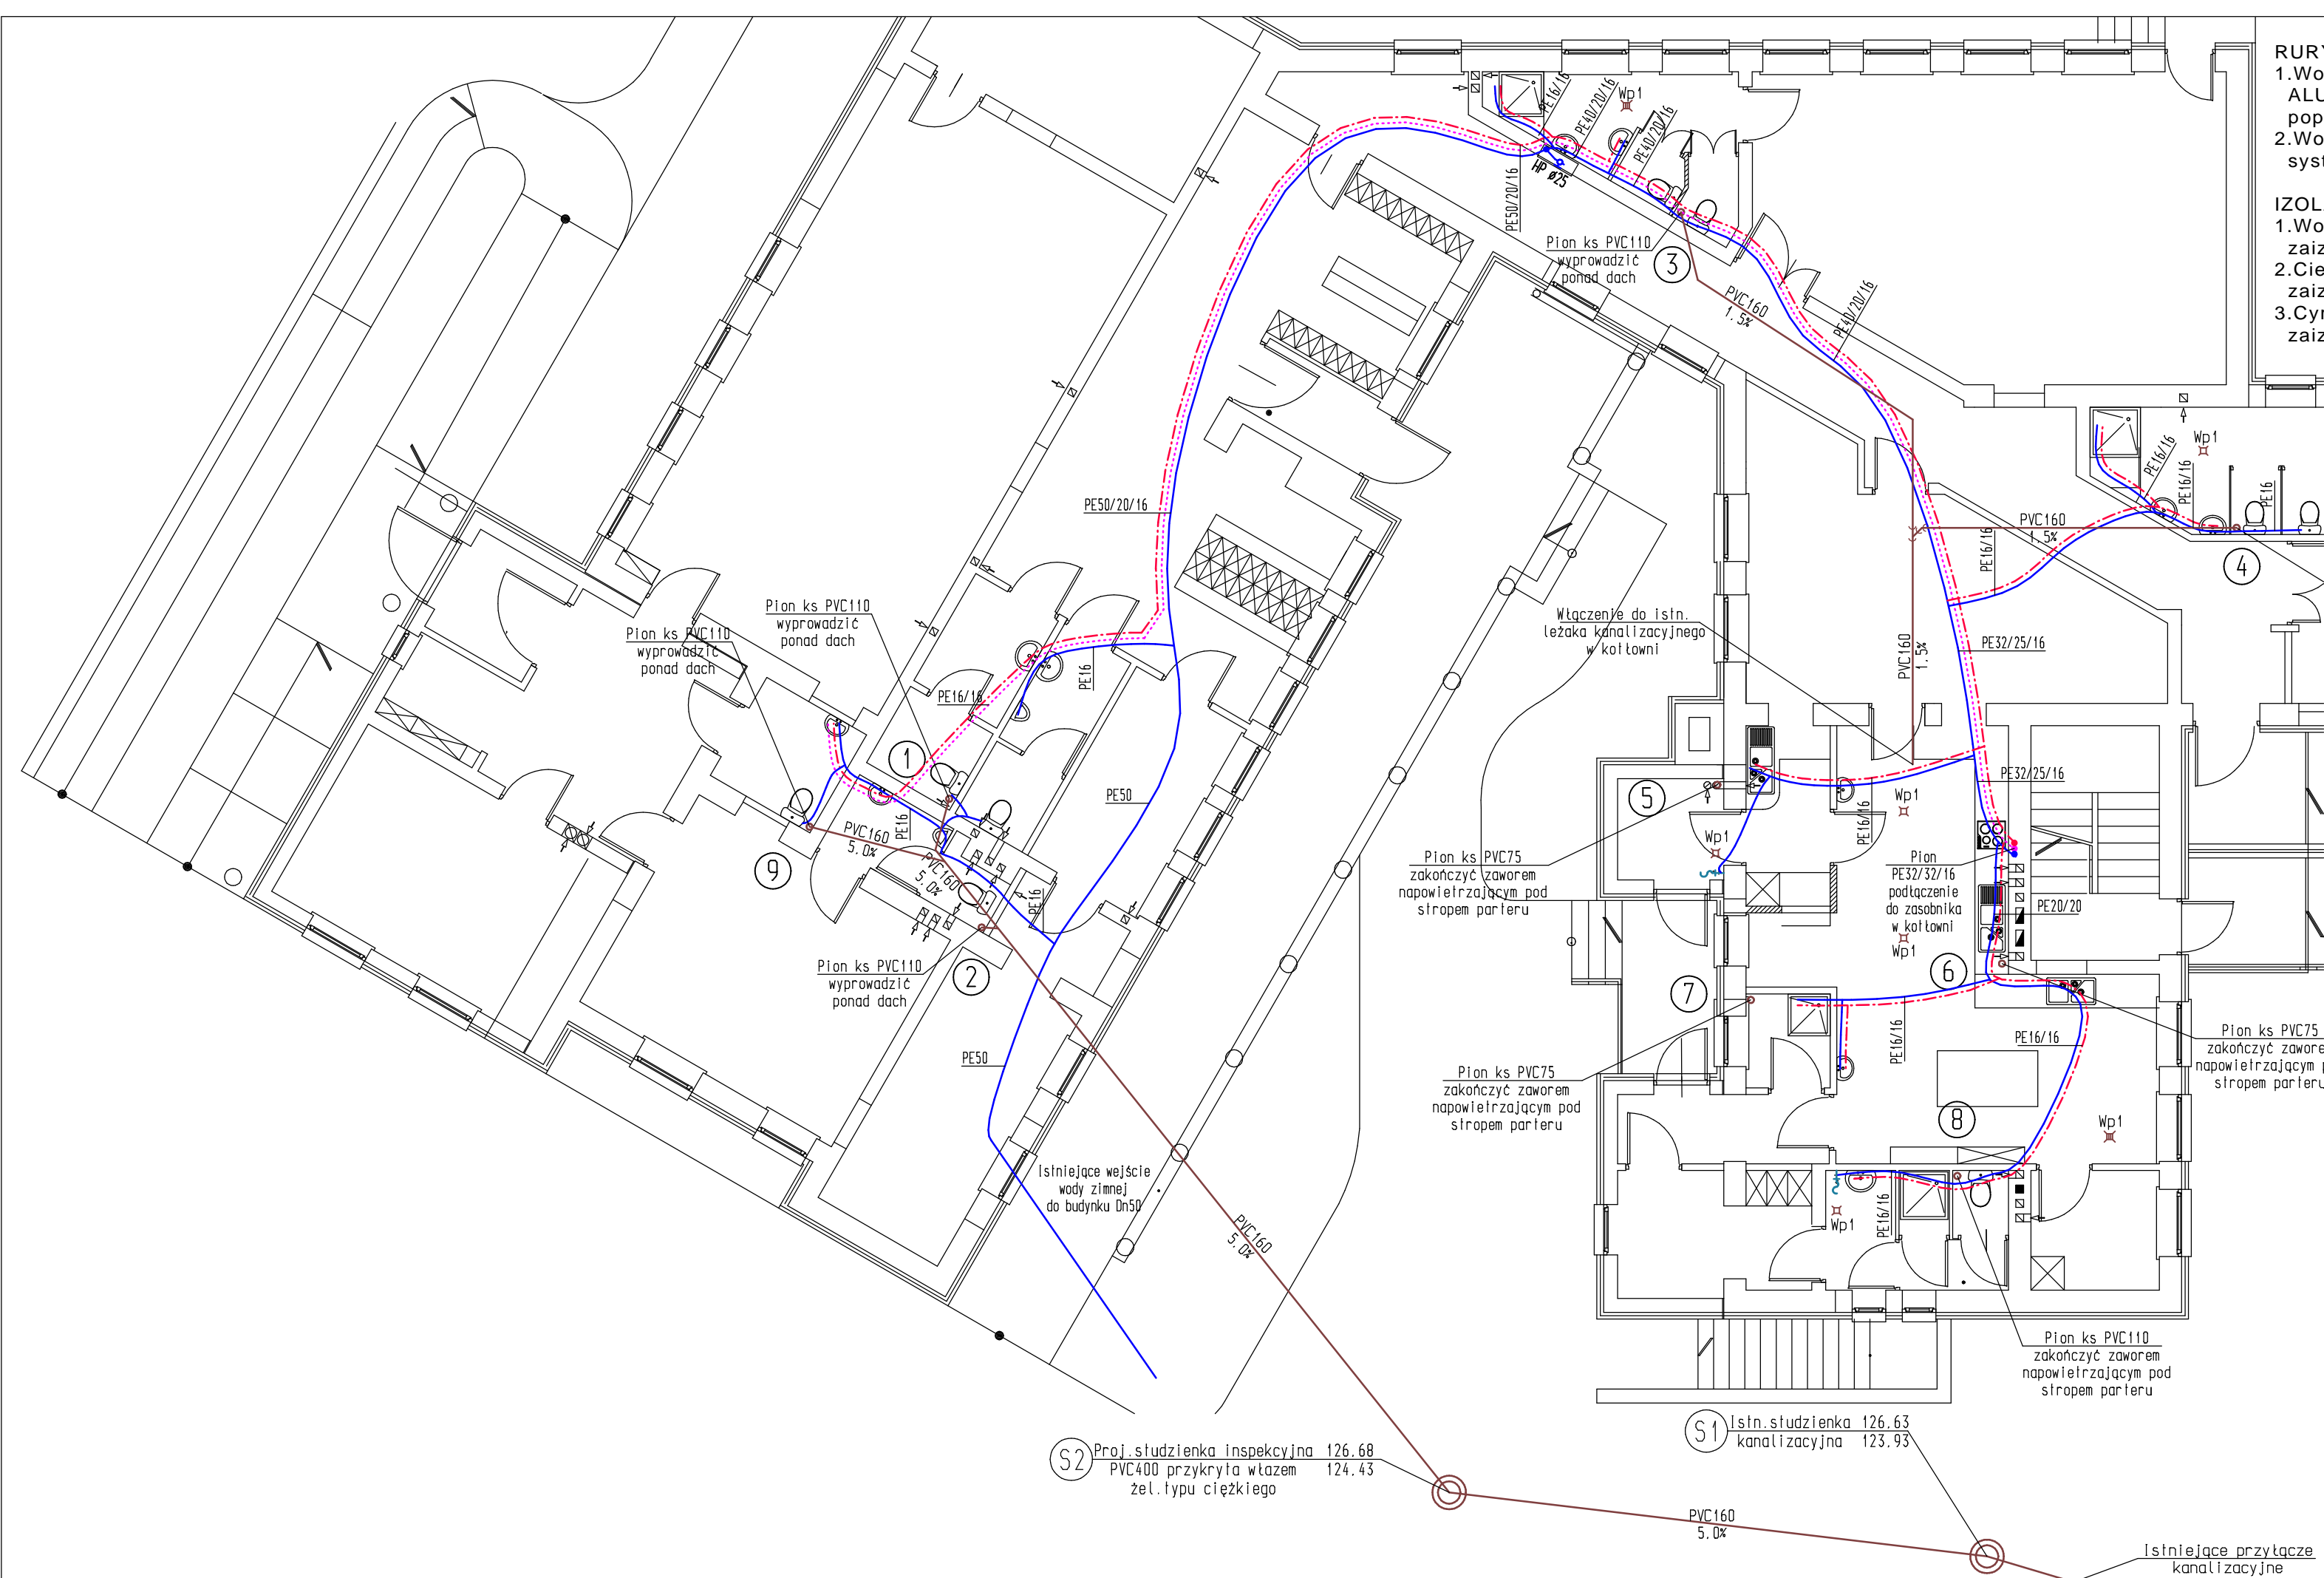 RURY
1.Wo
ALU
pop
2.Wo
syst
IZOL
1.Wo
zaiz
2.Cie
zaiz
3.Cyr
zaiz
PE16/16
PE40/20/16
Wp1
PE40/20/16
HP ø25
PE50/20/16
Pion ks PVC110
wyprowadzić
ponad dach
3
PVC160
1.5%
PE40/20/16
PE16/16
PE16/16
Wp1
PE16
PVC160
1.5%
PE16/16
4
PE50/20/16
Pion ks PVC110
wyprowadzić
ponad dach
Pion ks PVC110
wyprowadzić
ponad dach
PE16
PE16/16
Włączenie do istn.
leżaka kanalizacyjnego
w kotłowni
PVC160
1.5%
PE32/25/16
1
PE50
PE32/25/16
5
Wp1
PE16/16
Wp1
PVC160
5.0%
PE16
PVC160
5.0%
9
PE16
Pion ks PVC75
zakończyć zaworem
napowietrzającym pod
stropem parteru
Pion
PE32/32/16
podłączenie
do zasobnika
w kotłowni
PE20/20
Wp1
Pion ks PVC110
wyprowadzić
ponad dach
2
6
7
PE50
PE16/16
PE16/16
Pion ks PVC75
zakończyć zawore
napowietrzającym p
stropem parteru
Pion ks PVC75
zakończyć zaworem
napowietrzającym pod
stropem parteru
8
Wp1
Istniejące wejście
wody zimnej
do budynku Dn50
PE16/16
Wp1
PVC160
5.0%
Pion ks PVC110
zakończyć zaworem
napowietrzającym pod
stropem parteru
S1 Istn.studzienka 126.63
kanalizacyjna 123.93
S2 Proj.studzienka inspekcyjna 126.68
PVC400 przykryta włazem 124.43
żel.typu ciężkiego
PVC160
5.0%
Istniejące przyłącze
kanalizacyjne